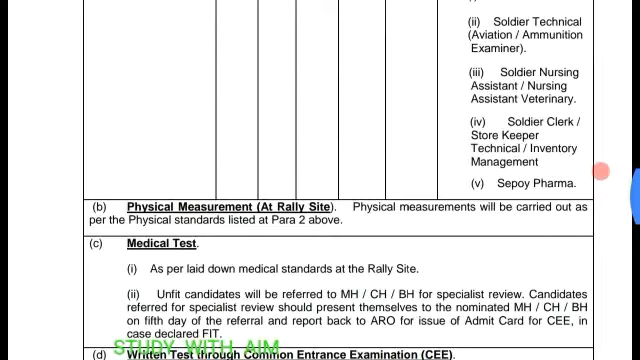 (ii) Soldier Technical
(Aviation / Ammunition
Examiner).
(iii) Soldier Nursing
Assistant / Nursing
Assistant Veterinary.
(iv) Soldier Clerk /
Store Keeper
Technical / Inventory
Management
(v) Sepoy Pharma.
(b) Physical Measurement (At Rally Site). Physical measurements will be carried out as
per the Physical standards listed at Para 2 above.
(c) Medical Test.
(i) As per laid down medical standards at the Rally Site.
(ii) Unfit candidates will be referred to MH / CH / BH for specialist review. Candidates
referred for specialist review should present themselves to the nominated MH / CH / BH
on fifth day of the referral and report back to ARO for issue of Admit Card for CEE, in
case declared FIT.
STUDY WITH AIM
(d) Written Test through Common Entrance Examination (CEE).